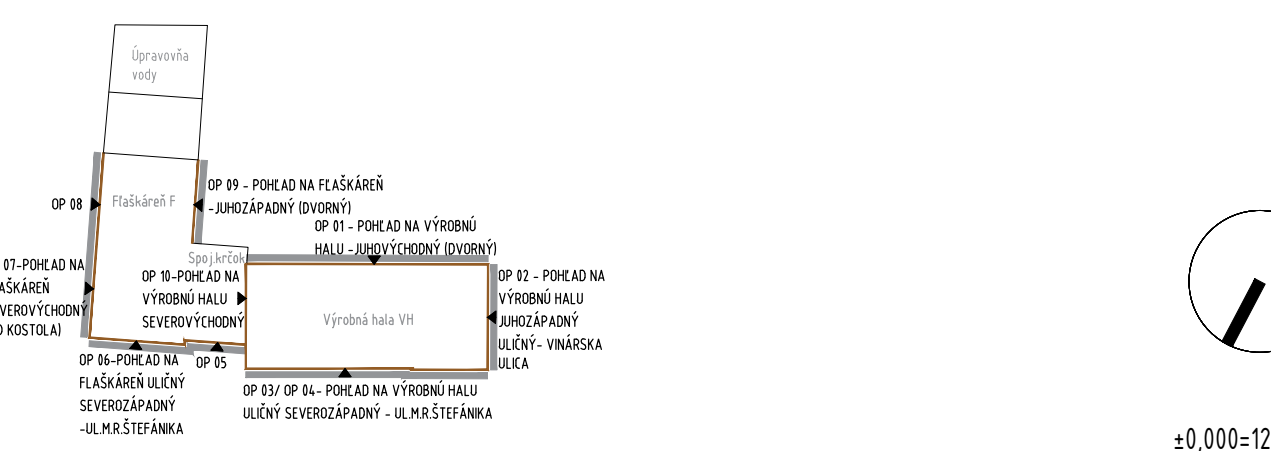 Úpravovňa
vody
OP 08
Fľaškáreň F
OP 09 - POHĽAD NA FĽAŠKÁREŇ
-JUHOZÁPADNÝ (DVORNÝ)
OP 01 - POHĽAD NA VÝROBNÚ
HALU -JUHOVÝCHODNÝ (DVORNÝ)
Spoj.kŕčok
07-POHĽAD NA
AŠKÁREŇ
VEROVÝCHODNÝ
KOSTOLA)
OP 10-POHĽAD NA
VÝROBNÚ HALU
SEVEROVÝCHODNÝ
Výrobná hala VH
OP 02 - POHĽAD NA
VÝROBNÚ HALU
JUHOZÁPADNÝ
ULIČNÝ- VINÁRSKA
ULICA
OP 06-POHĽAD NA
FLAŠKÁREŇ ULIČNÝ
SEVEROZÁPADNÝ
-UL.M.R.ŠTEFÁNIKA
OP 05
OP 03/ OP 04- POHĽAD NA VÝROBNÚ HALU
ULIČNÝ SEVEROZÁPADNÝ - UL.M.R.ŠTEFÁNIKA
±0,000=12